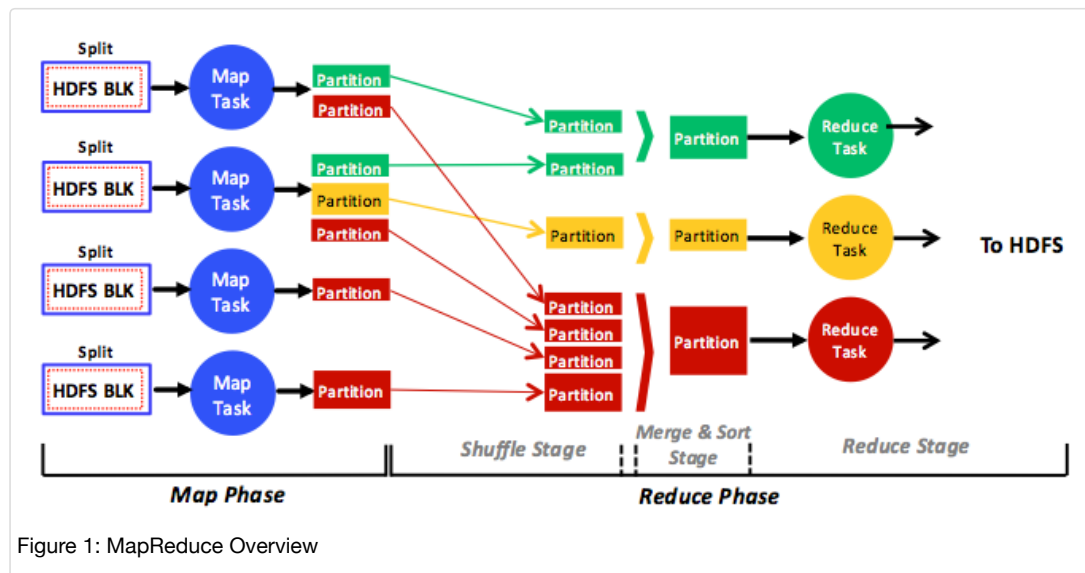 Split
HDFS BLK
Map
Task
Partition
Partition
Split
HDFS BLK
Map
Task
Partition
Partition
Partition
Split
HDFS BLK
Map
Task
Partition
Split
HDFS BLK
Map
Task
Partition
Partition
Partition
Partition
Partition
Partition
Partition
Partition
Partition
Partition
Partition
Reduce
Task
Reduce
Task
Reduce
Task
To HDFS
Shuffle Stage
Merge & Sort
Stage
Reduce Stage
Map Phase
Reduce Phase
Figure 1: MapReduce Overview